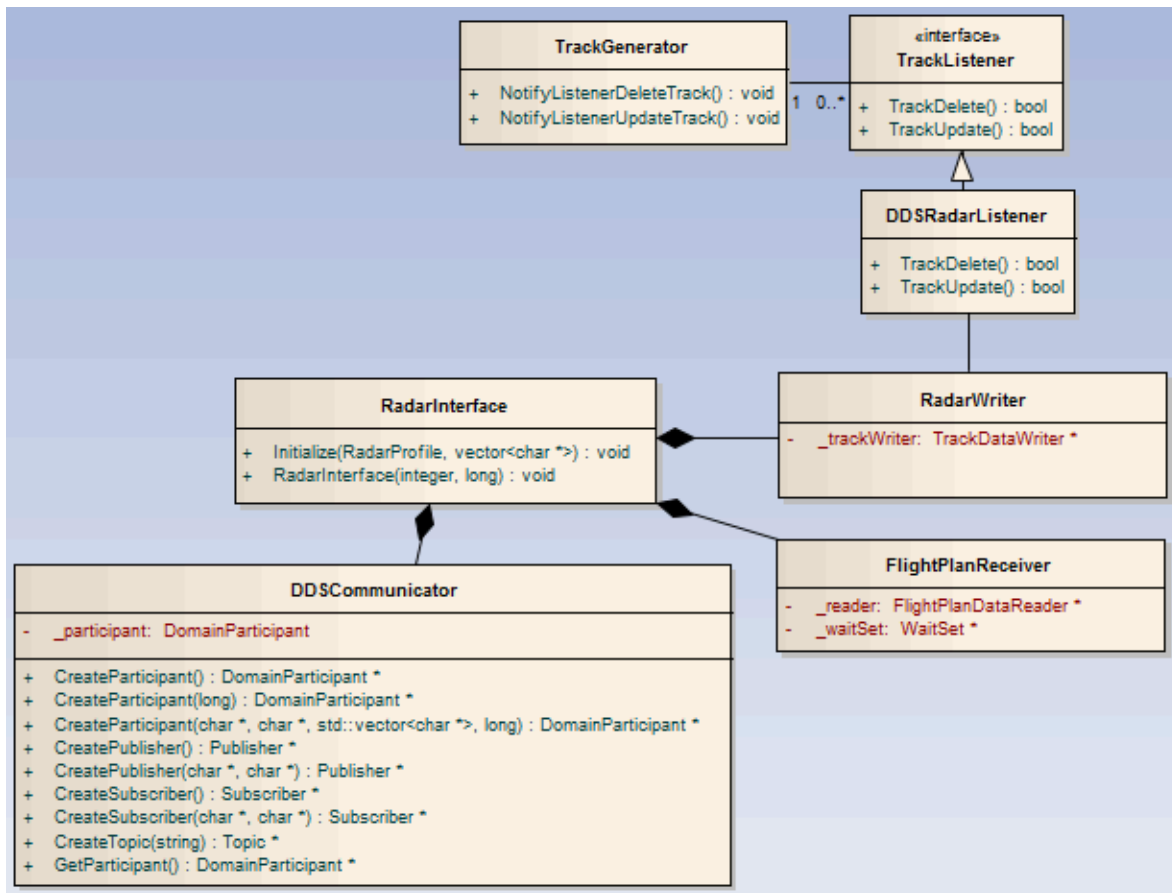 TrackGenerator
+ NotifyListenerDeleteTrack() : void
+ NotifyListenerUpdateTrack() : void
1 0..*
«interface»
TrackListener
+ TrackDelete() : bool
+ TrackUpdate() : bool
DDSRadarListener
+ TrackDelete() : bool
+ TrackUpdate() : bool
RadarInterface
+ Initialize(RadarProfile, vector<char *>) : void
+ RadarInterface(integer, long) : void
RadarWriter
- _trackWriter: TrackDataWriter *
FlightPlanReceiver
- _reader: FlightPlanDataReader *
- _waitSet: WaitSet *
DDSCommunicator
- _participant: DomainParticipant
+ CreateParticipant() : DomainParticipant *
+ CreateParticipant(long) : DomainParticipant *
+ CreateParticipant(char *, char *, std::vector<char *>, long) : DomainParticipant *
+ CreatePublisher() : Publisher *
+ CreatePublisher(char *, char *) : Publisher *
+ CreateSubscriber() : Subscriber *
+ CreateSubscriber(char *, char *) : Subscriber *
+ CreateTopic(string) : Topic *
+ GetParticipant() : DomainParticipant *